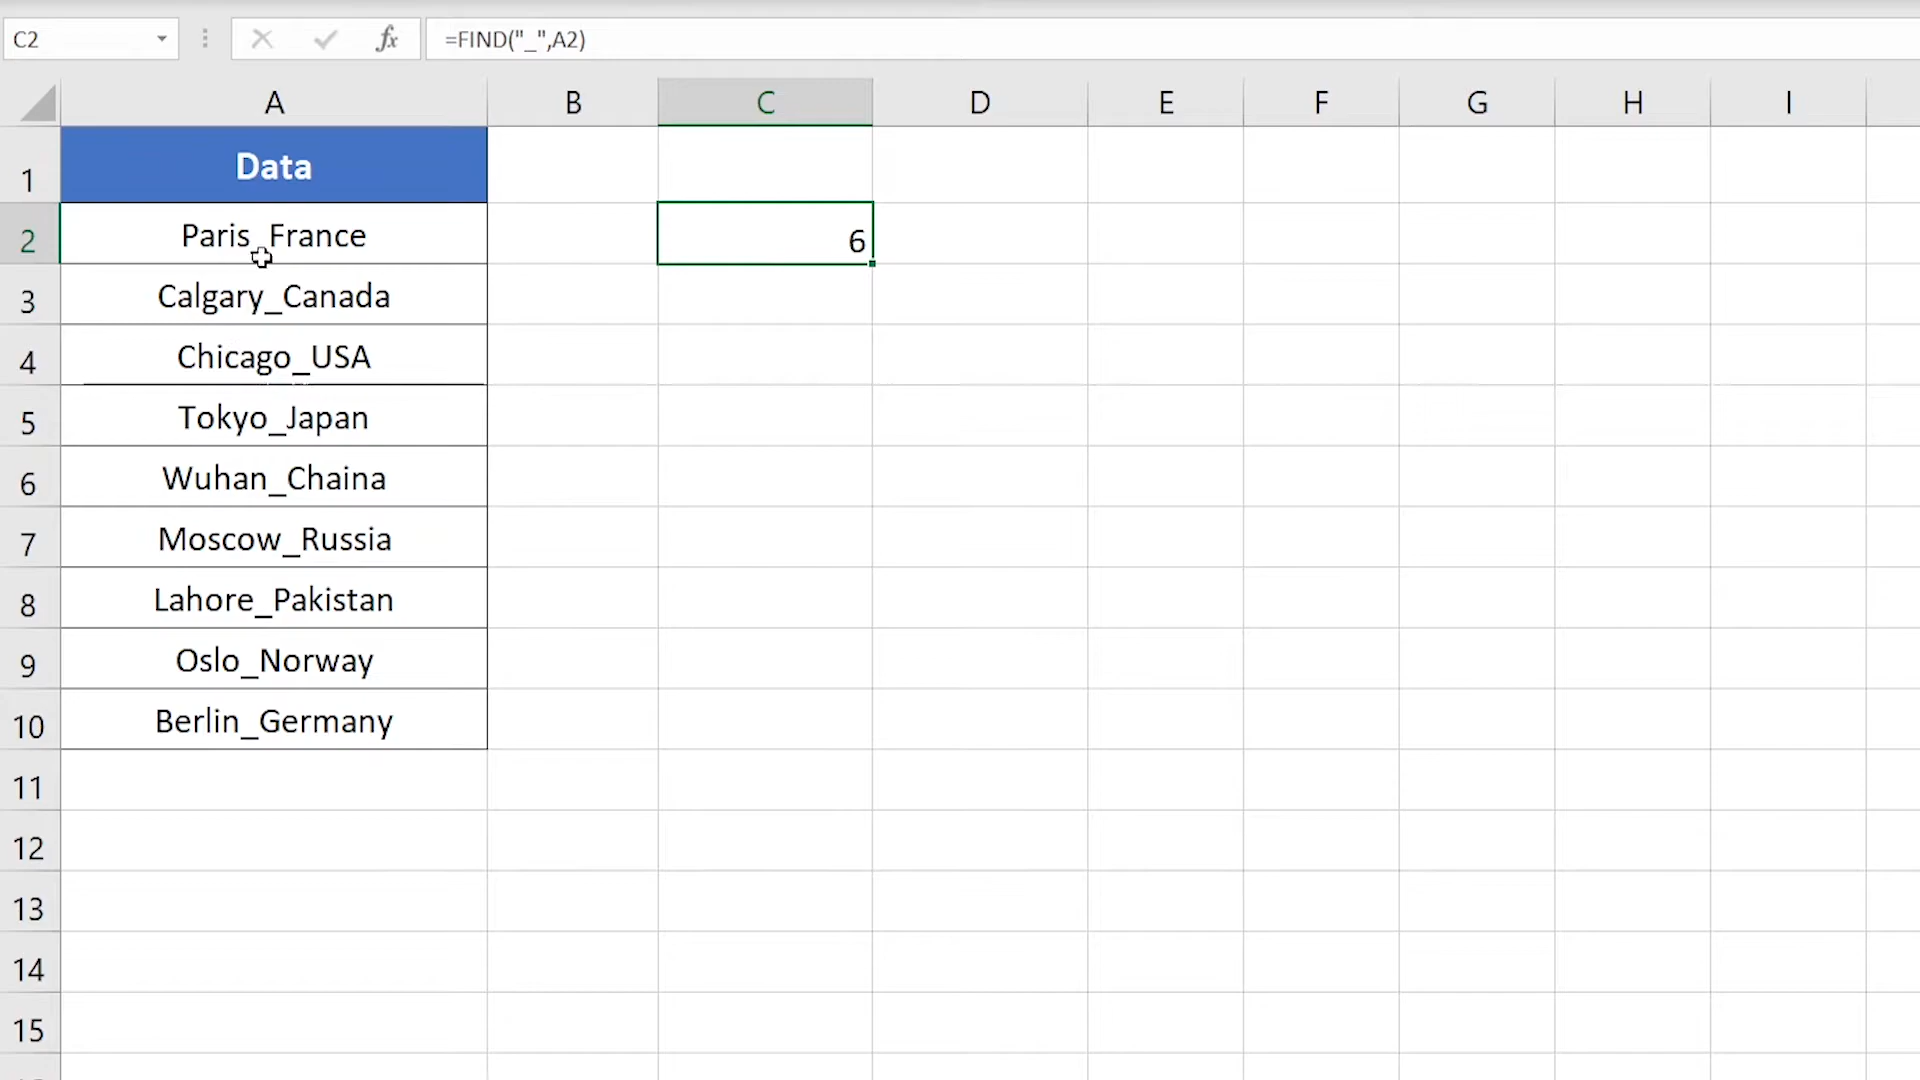 C2 fx =FIND("_",A2)
A B C D E F G H I
1 Data
2 Paris_France 6
3 Calgary_Canada
4 Chicago_USA
5 Tokyo_Japan
6 Wuhan_Chaina
7 Moscow_Russia
8 Lahore_Pakistan
9 Oslo_Norway
10 Berlin_Germany
11
12
13
14
15